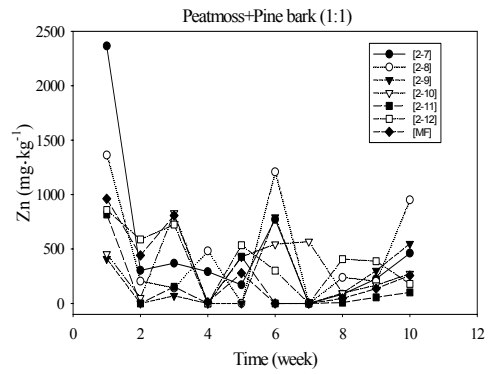 Peatmoss+Pine bark (1:1)
2500
2000
1500
1000
500
0
Zn (mg·kg⁻¹)
[2-7]
[2-8]
[2-9]
[2-10]
[2-11]
[2-12]
[MF]
0 2 4 6 8 10 12
Time (week)